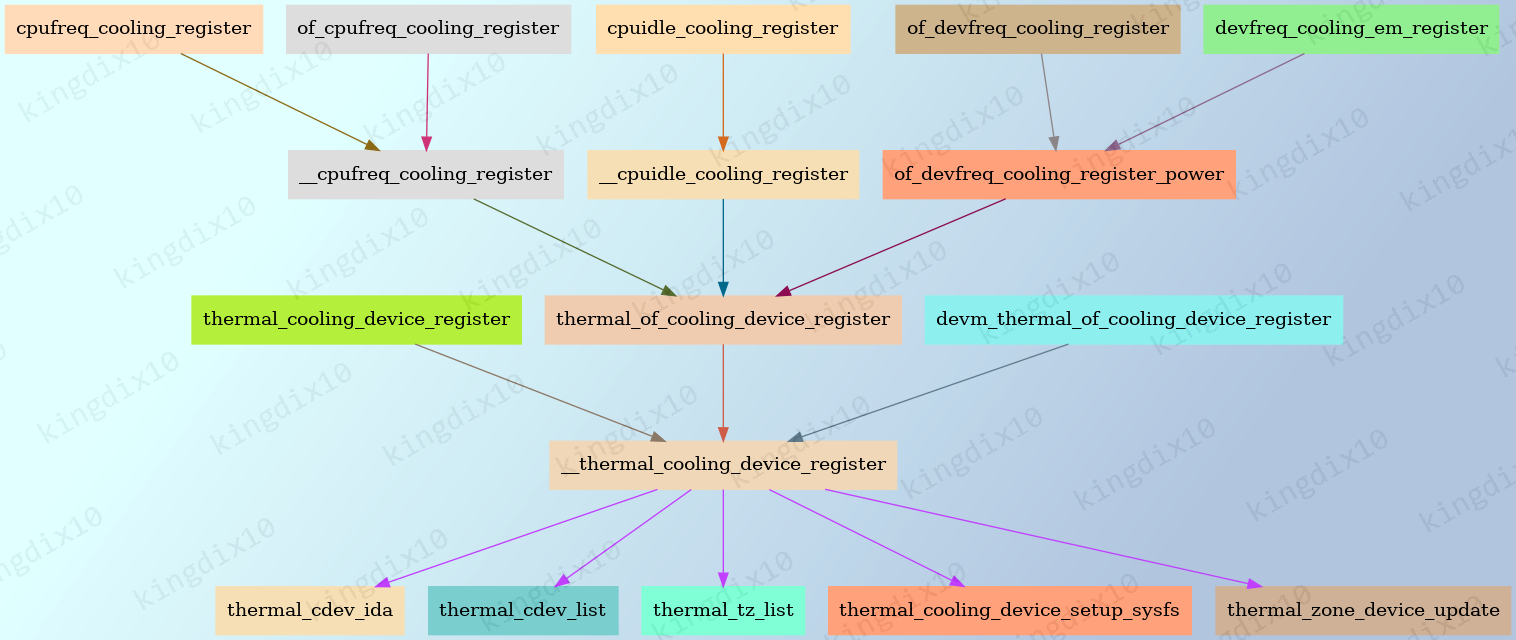 cpufreq_cooling_register of_cpufreq_cooling_register cpuidle_cooling_register of_devfreq_cooling_register devfreq_cooling_em_register
__cpufreq_cooling_register __cpuidle_cooling_register of_devfreq_cooling_register_power
thermal_cooling_device_register thermal_of_cooling_device_register devm_thermal_of_cooling_device_register
__thermal_cooling_device_register
thermal_cdev_ida thermal_cdev_list thermal_tz_list thermal_cooling_device_setup_sysfs thermal_zone_device_update
kingdix10